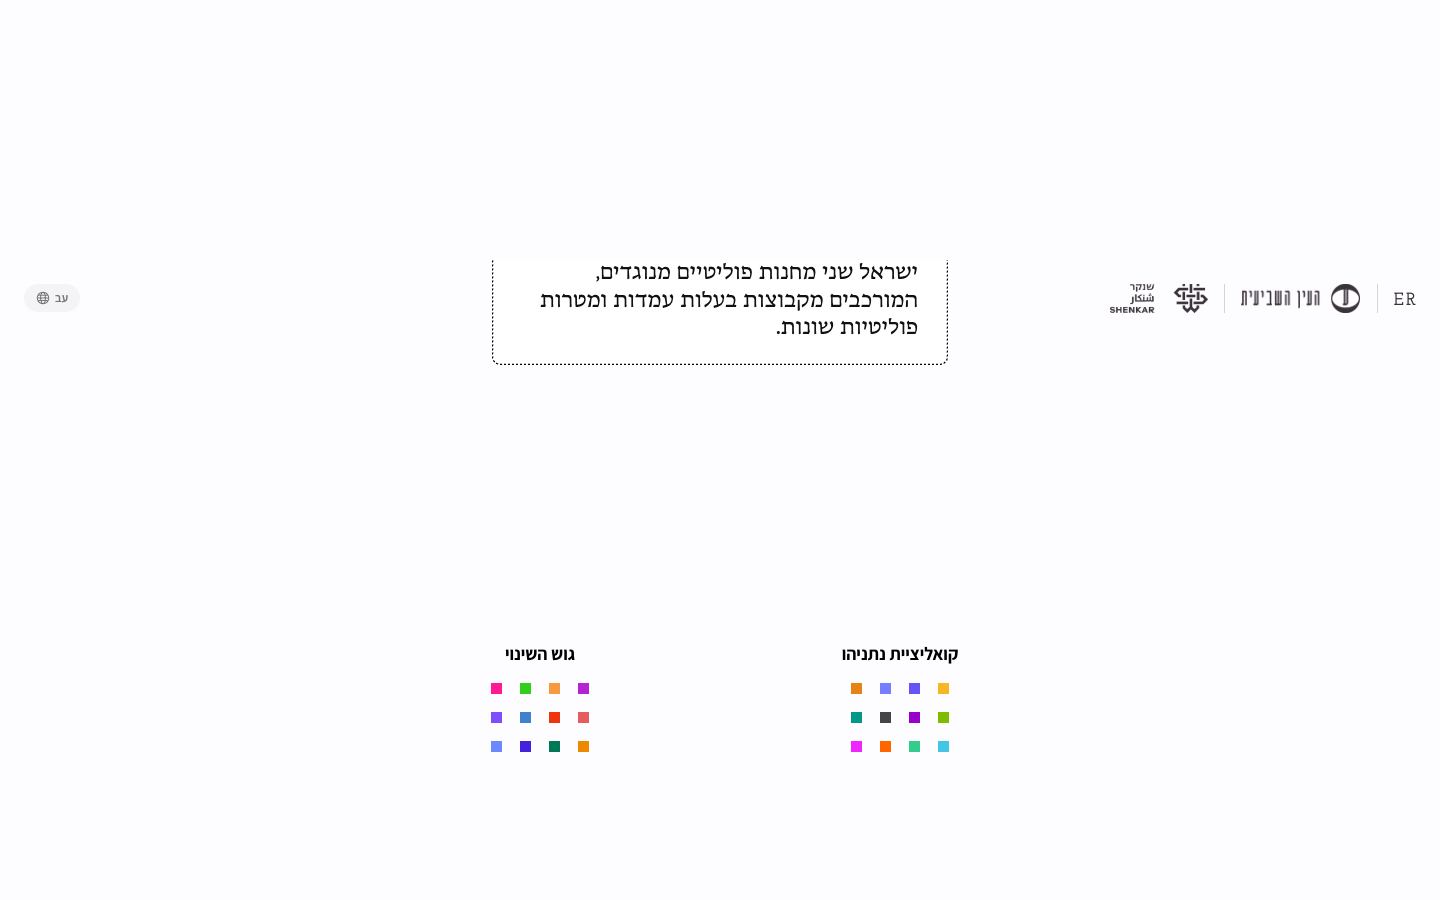 ישראל שני מחנות פוליטיים מנוגדים,
המורכבים מקבוצות בעלות עמדות ומטרות
פוליטיות שונות.
ER
העין השביעית
שנקר
شنكار
SHENKAR
עב
קואליציית נתניהו
גוש השינוי